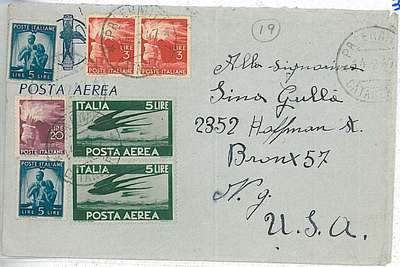 POSTE ITALIANE
LIRE 5 LIRE
LIRE
3
POSTE ITALIANE
LIRE
3
POSTE ITALIANE
19
POSTA AEREA
Alla Signorina
Sina Gullà
2352 Hoffman St.
Bronx 57
N.y.
U.S.A.
LIRE
20
POSTE ITALIANE
ITALIA 5 LIRE
POSTA AEREA
POSTE ITALIANE
LIRE 5 LIRE
ITALIA 5 LIRE
POSTA AEREA